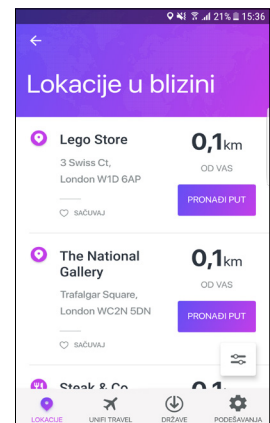 21% 15:36
Lokacije u blizini
Lego Store
3 Swiss Ct,
London W1D 6AP
SAČUVAJ
0,1km
OD VAS
PRONAĐI PUT
The National
Gallery
Trafalgar Square,
London WC2N 5DN
SAČUVAJ
0,1km
OD VAS
PRONAĐI PUT
Steak & Co
0,1
LOKACIJE
UNIFI TRAVEL
DRŽAVE
PODEŠAVANJA